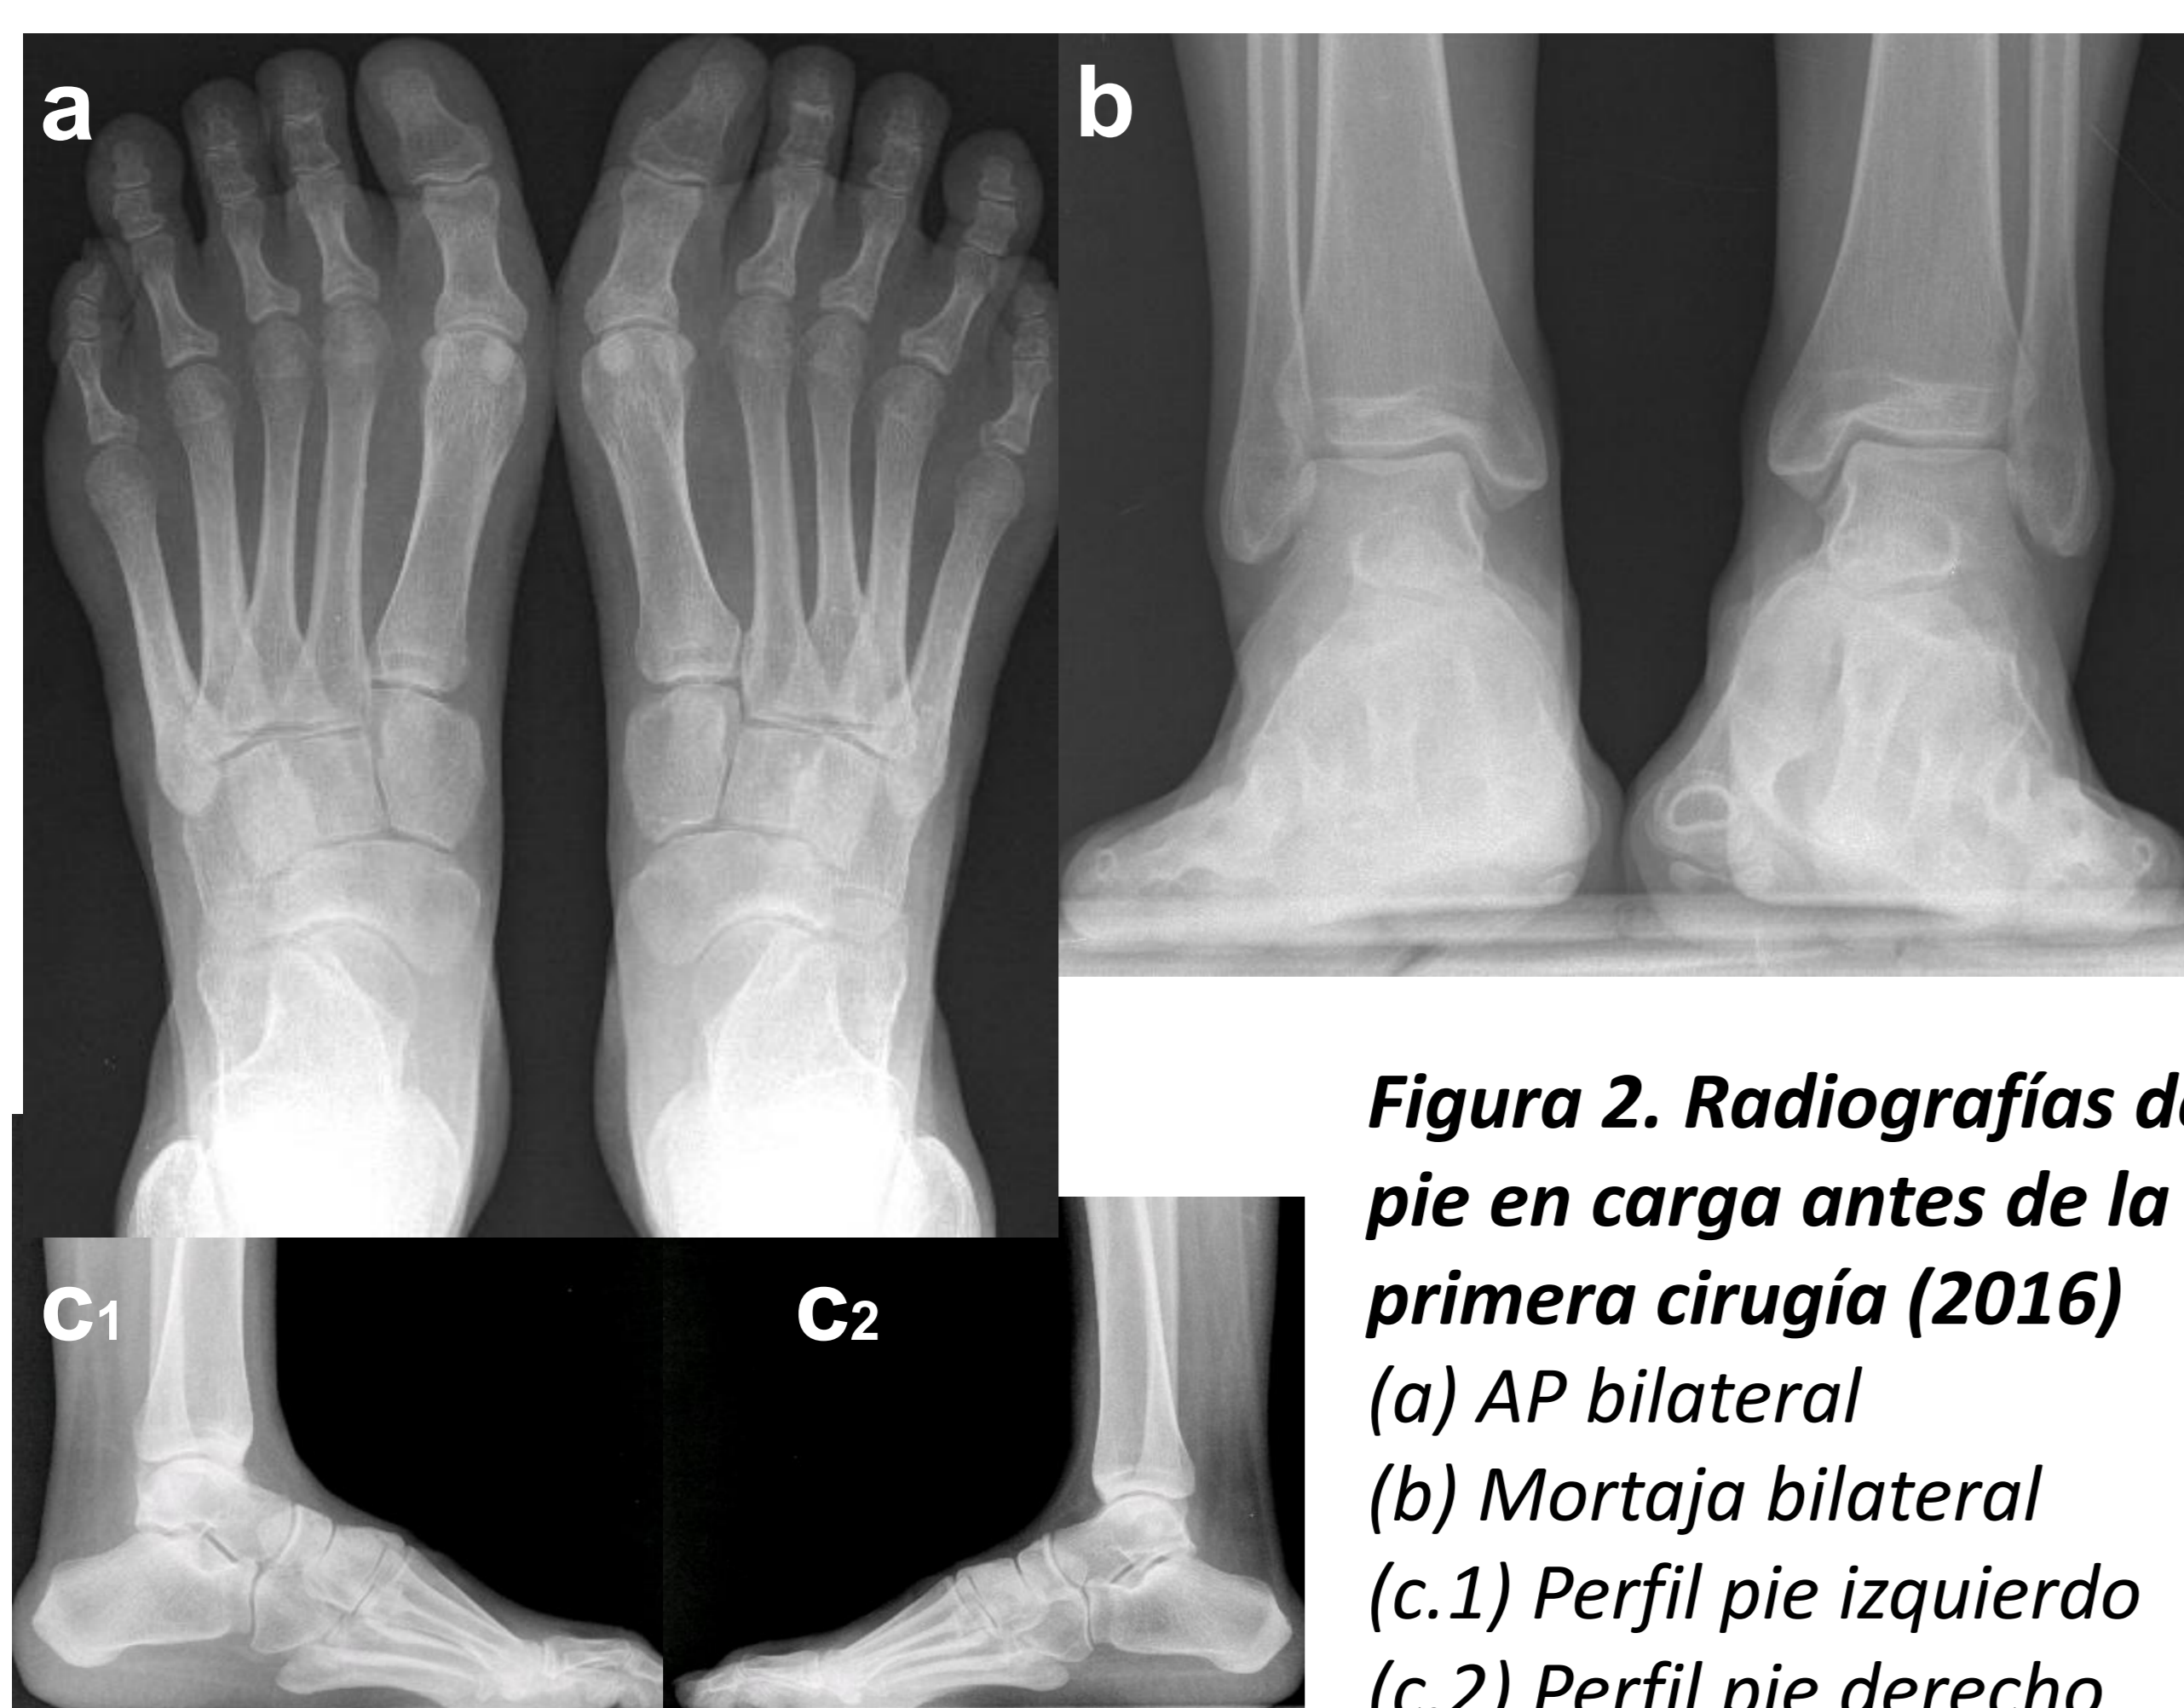 a
b
c1
c2
Figura 2. Radiografías
pie en carga antes de la
primera cirugía (2016)
(a) AP bilateral
(b) Mortaja bilateral
(c.1) Perfil pie izquierdo
(c.2) Perfil pie derecho